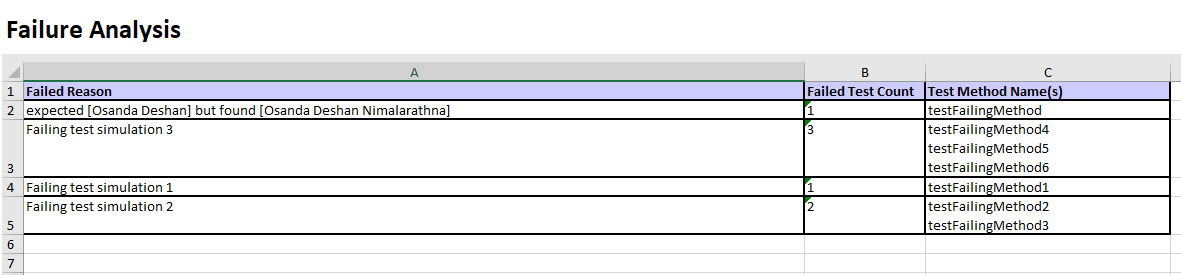 Failure Analysis
A B C
1 Failed Reason Failed Test Count Test Method Name(s)
2 expected [Osanda Deshan] but found [Osanda Deshan Nimalarathna] 1 testFailingMethod
Failing test simulation 3 3 testFailingMethod4
testFailingMethod5
3 testFailingMethod6
4 Failing test simulation 1 1 testFailingMethod1
Failing test simulation 2 2 testFailingMethod2
5 testFailingMethod3
6
7